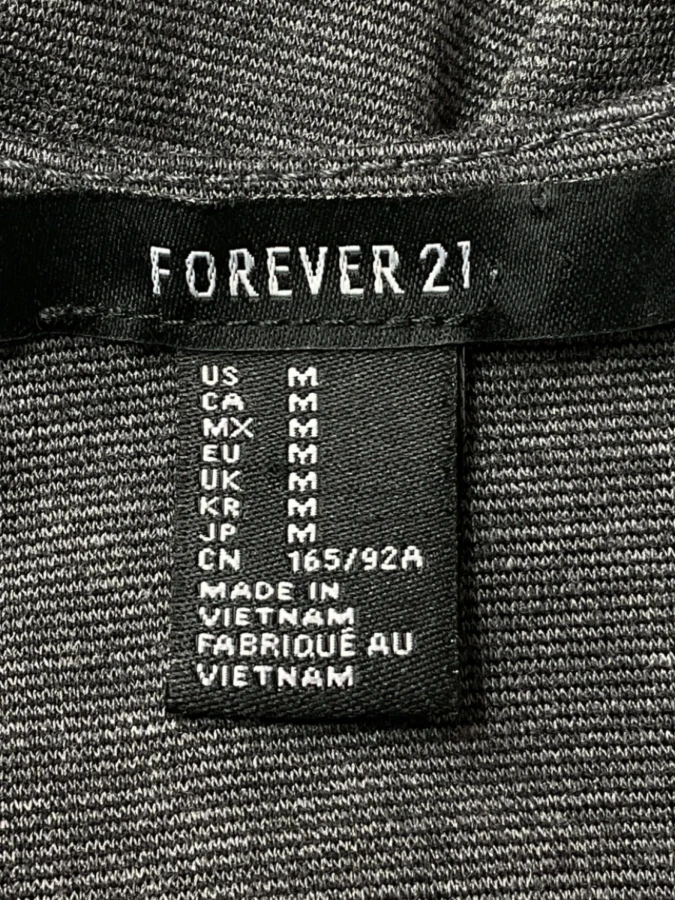 FOREVER 21
US M
CA M
MX M
EU M
UK M
KR M
JP M
CN 165/92A
MADE IN
VIETNAM
FABRIQUÉ AU
VIETNAM